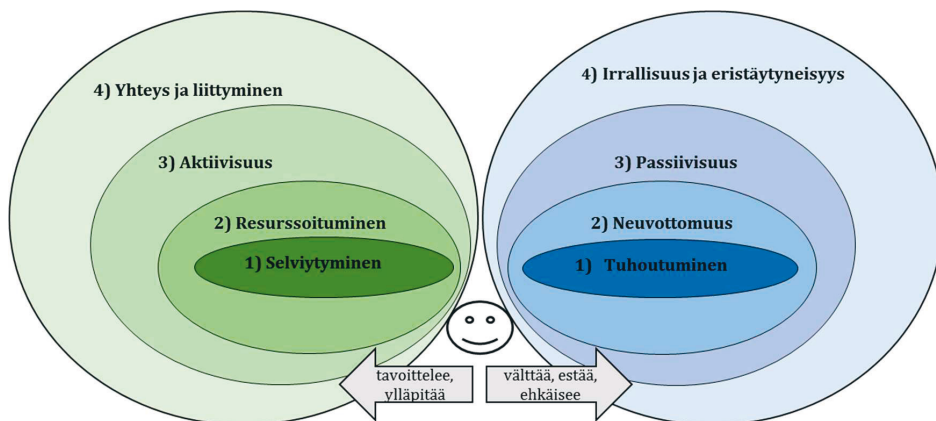 4) Yhteys ja liittyminen
3) Aktiivisuus
2) Resurssoituminen
1) Selviytyminen
4) Irrallisuus ja eristäytyneisyys
3) Passiivisuus
2) Neuvottomuus
1) Tuhoutuminen
tavoittelee,
ylläpitää
välttää, estää,
ehkäisee